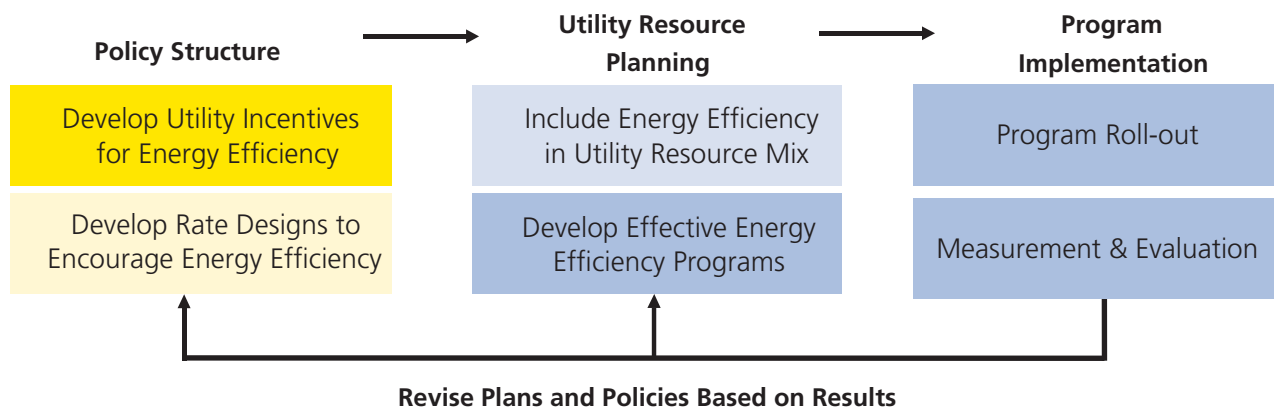 Policy Structure
Utility Resource
Planning
Program
Implementation
Develop Utility Incentives
for Energy Efficiency
Include Energy Efficiency
in Utility Resource Mix
Program Roll-out
Develop Rate Designs to
Encourage Energy Efficiency
Develop Effective Energy
Efficiency Programs
Measurement & Evaluation
Revise Plans and Policies Based on Results